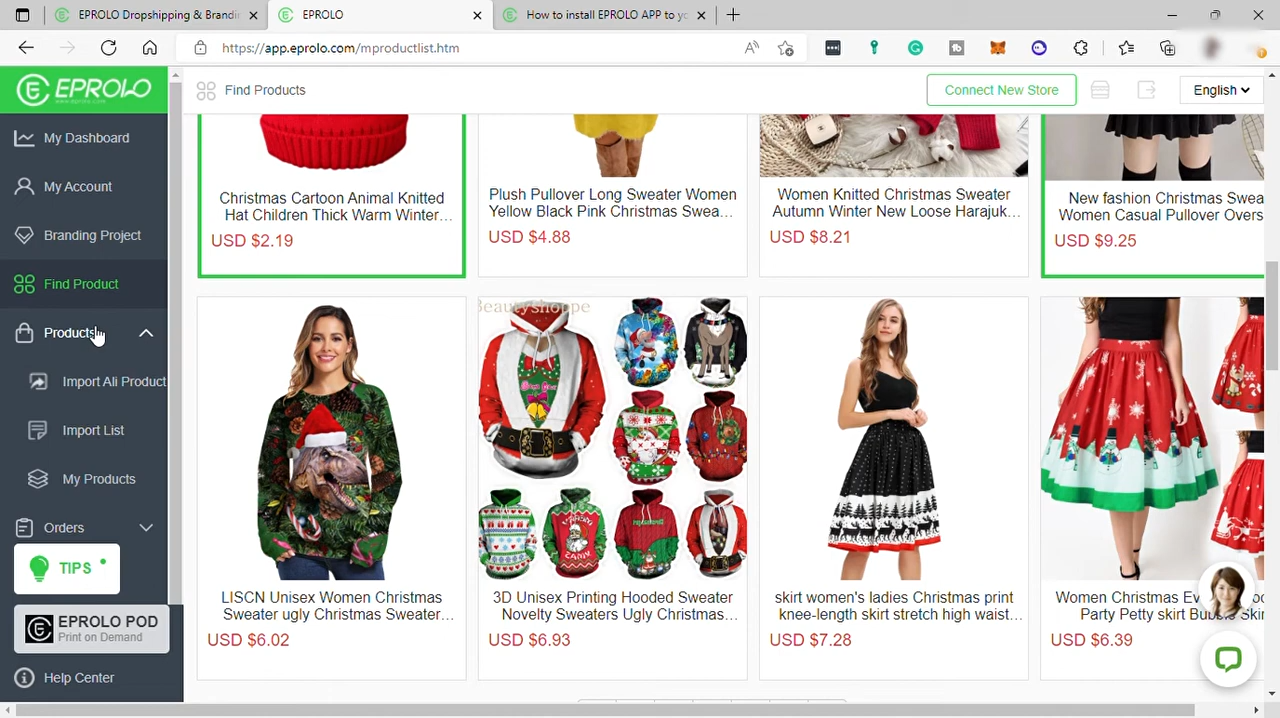 EPROLO Dropshipping & Brandi
EPROLO
How to install EPROLO APP to yo
https://app.eprolo.com/mproductlist.htm
EPROLO
Find Products
Connect New Store
English
My Dashboard
My Account
Branding Project
Find Product
Products
Import Ali Product
Import List
My Products
Orders
TIPS
EPROLO POD
Print on Demand
Help Center
Christmas Cartoon Animal Knitted
Hat Children Thick Warm Winter...
USD $2.19
Plush Pullover Long Sweater Women
Yellow Black Pink Christmas Swea...
USD $4.88
Women Knitted Christmas Sweater
Autumn Winter New Loose Harajuk...
USD $8.21
New fashion Christmas Swea
Women Casual Pullover Overs
USD $9.25
Beautyshoppe
LISCN Unisex Women Christmas
Sweater ugly Christmas Sweater...
USD $6.02
3D Unisex Printing Hooded Sweater
Novelty Sweaters Ugly Christmas...
USD $6.93
skirt women's ladies Christmas print
knee-length skirt stretch high waist...
USD $7.28
Women Christmas Ev
Party Petty skirt
USD $6.39